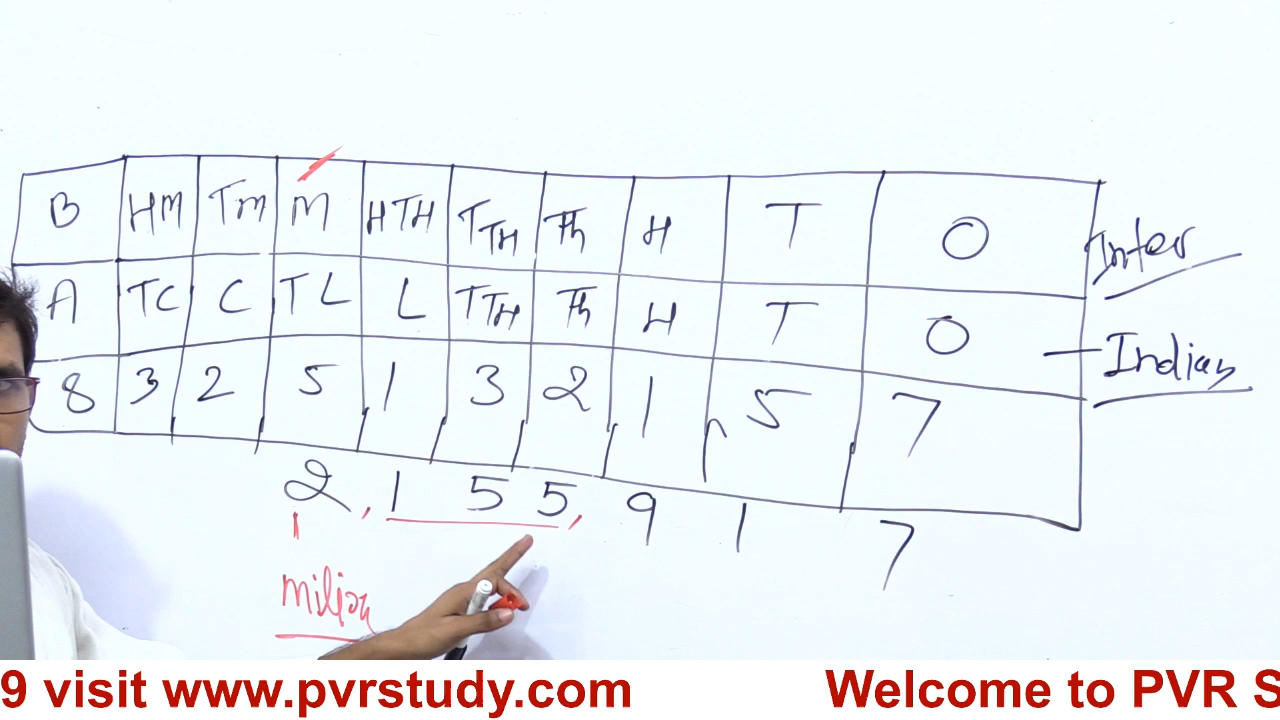 B HM Tm M HTH TTH Th H T O Inter
A TC C TL L TTH Th H T O — Indian
8 3 2 5 1 3 2 1 5 7
2, 1 5 5, 9 1 7
Milion
9 visit www.pvrstudy.com Welcome to PVR S